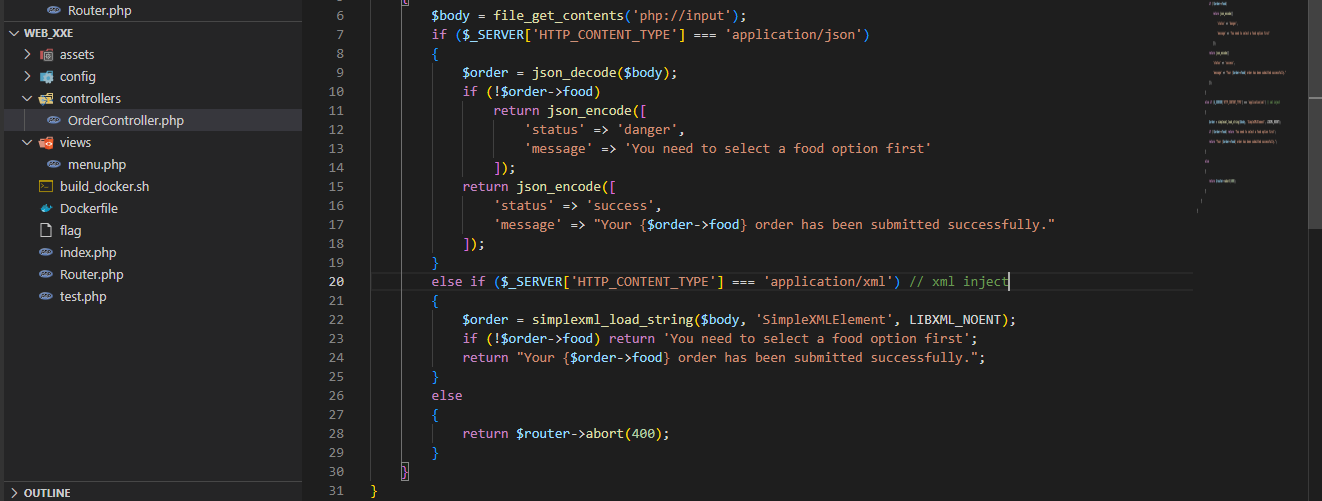 Router.php
WEB_XXE
assets
config
controllers
OrderController.php
views
menu.php
build_docker.sh
Dockerfile
flag
index.php
Router.php
test.php
OUTLINE
6 $body = file_get_contents('php://input');
7 if ($_SERVER['HTTP_CONTENT_TYPE'] === 'application/json')
8 {
9 $order = json_decode($body);
10 if (!$order->food)
11 return json_encode([
12 'status' => 'danger',
13 'message' => 'You need to select a food option first'
14 ]);
15 return json_encode([
16 'status' => 'success',
17 'message' => "Your {$order->food} order has been submitted successfully."
18 ]);
19 }
20 else if ($_SERVER['HTTP_CONTENT_TYPE'] === 'application/xml') // xml inject
21 {
22 $order = simplexml_load_string($body, 'SimpleXMLElement', LIBXML_NOENT);
23 if (!$order->food) return 'You need to select a food option first';
24 return "Your {$order->food} order has been submitted successfully.";
25 }
26 else
27 {
28 return $router->abort(400);
29 }
30 }
31 }